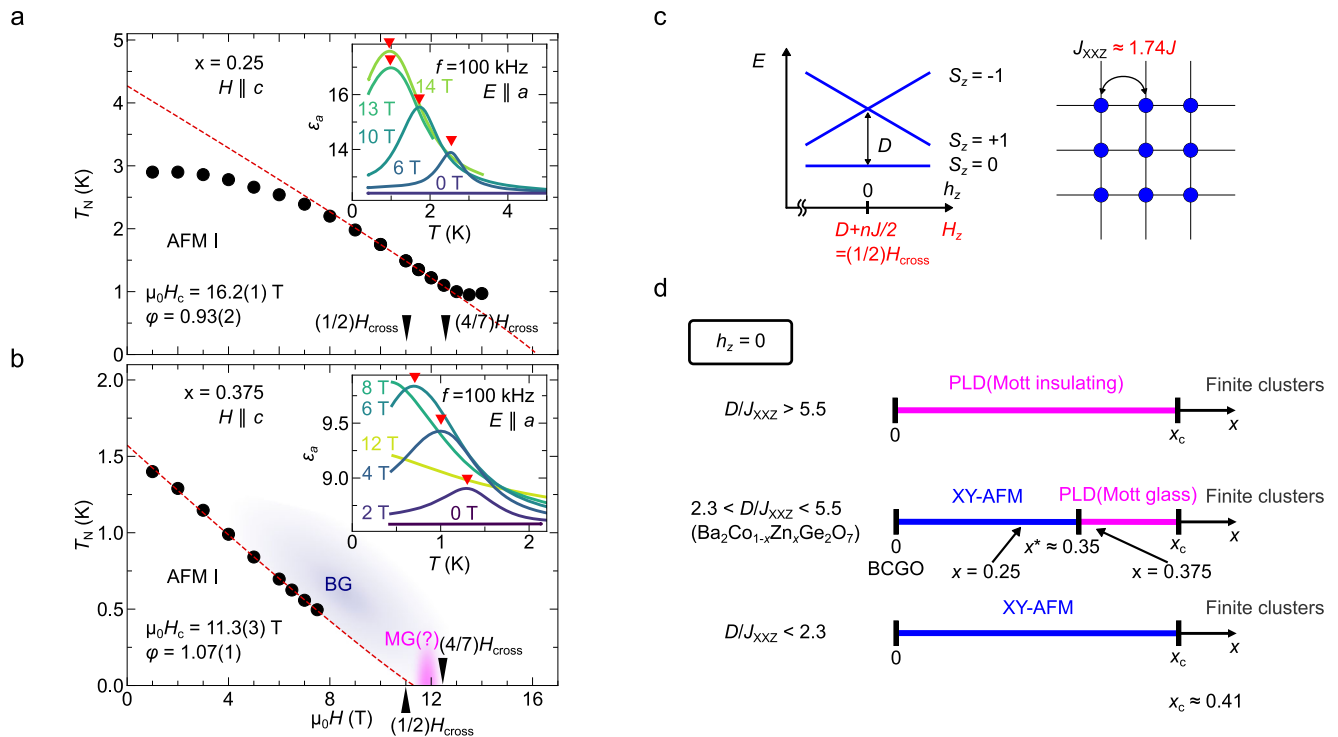 a
5
4
3
2
1
0
T_N (K)
x = 0.25
H ∥ c
AFM I
μ₀H_c = 16.2(1) T
φ = 0.93(2)
(1/2)H_cross
(4/7)H_cross
f=100 kHz
E ∥ a
14 T
13 T
10 T
6 T
0 T
16
14
ε_a
0
2
4
T (K)
b
2.0
1.5
1.0
0.5
0.0
T_N (K)
x = 0.375
H ∥ c
AFM I
BG
MG(?)
(4/7)H_cross
μ₀H_c = 11.3(3) T
φ = 1.07(1)
f=100 kHz
E ∥ a
8 T
6 T
12 T
4 T
2 T
0 T
9.5
9.0
ε_a
0
1
2
T (K)
0
4
8
12
16
μ₀H (T)
(1/2)H_cross
c
E
S_z = -1
S_z = +1
S_z = 0
D
0
h_z
D+nJ/2
=(1/2)H_cross
H_z
J_XXZ ≈ 1.74J
d
h_z = 0
D/J_XXZ > 5.5
PLD(Mott insulating)
Finite clusters
0
x_c
x
2.3 < D/J_XXZ < 5.5
(Ba₂Co₁₋ₓZnₓGe₂O₇)
XY-AFM
PLD(Mott glass)
Finite clusters
0
x* ≈ 0.35
x_c
x
BCGO
x = 0.25
x = 0.375
D/J_XXZ < 2.3
XY-AFM
Finite clusters
0
x_c
x
x_c ≈ 0.41